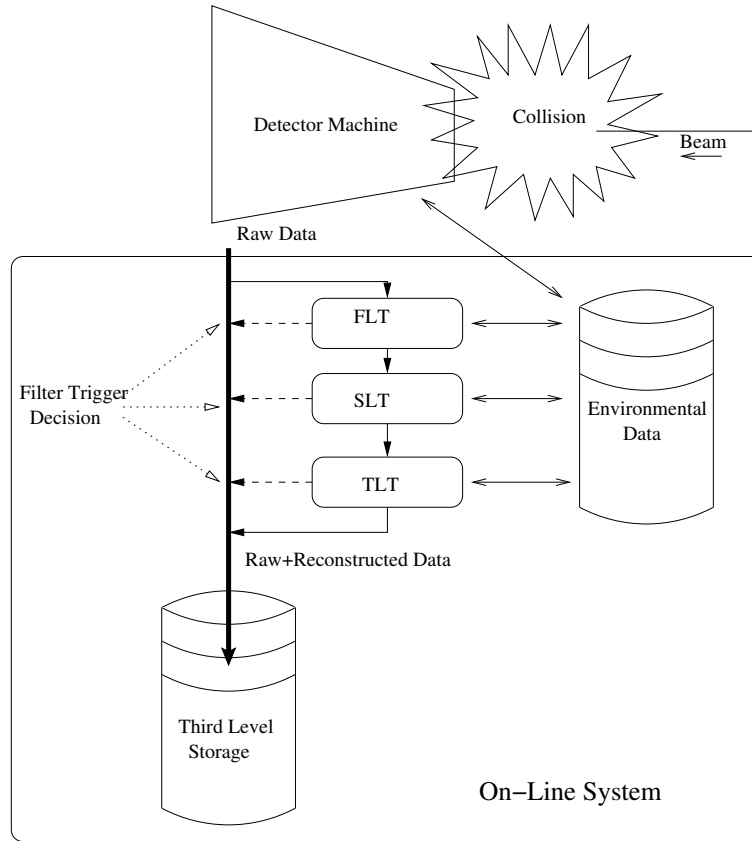 Detector Machine
Collision
Beam
Raw Data
FLT
Filter Trigger
Decision
SLT
Environmental
Data
TLT
Raw+Reconstructed Data
Third Level
Storage
On−Line System